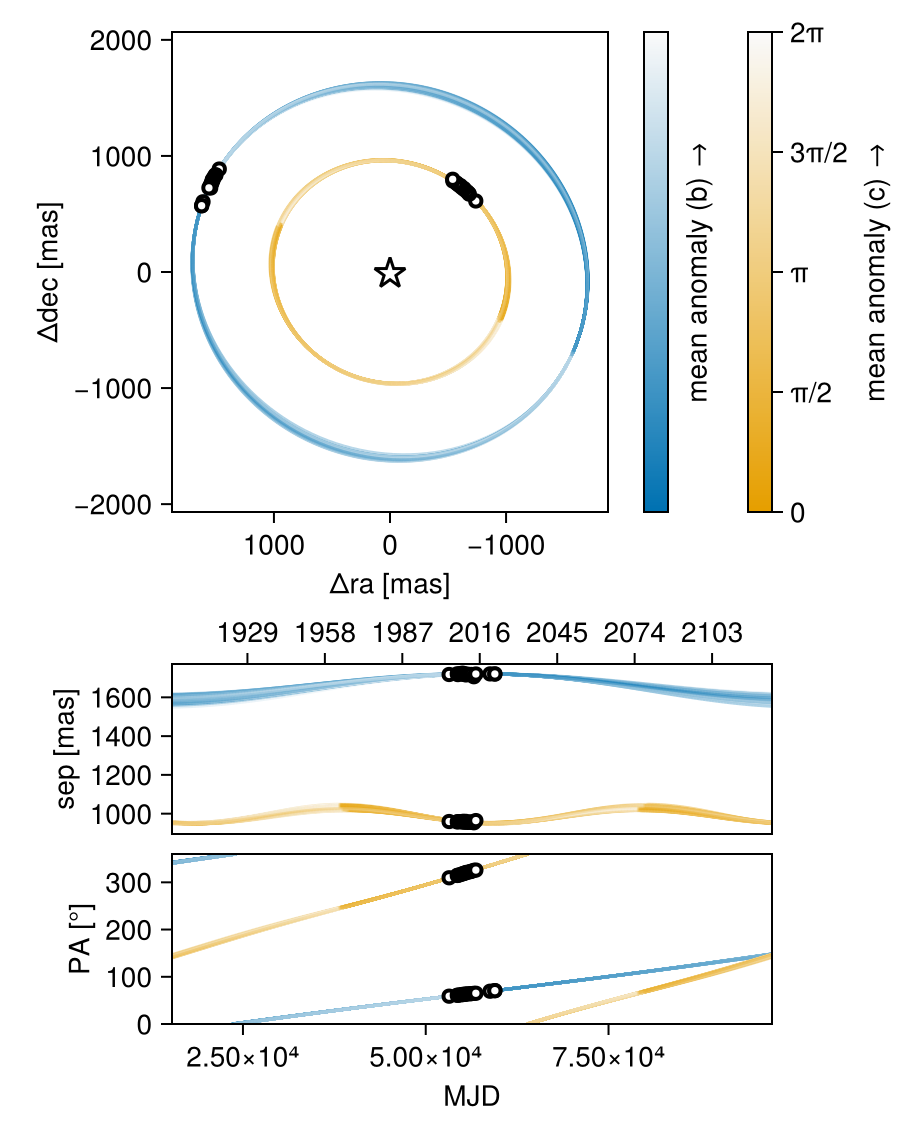 2000
1000
0
−1000
−2000
Δdec [mas]
1000 0 −1000
Δra [mas]
mean anomaly (b) →
2π
3π/2
π
π/2
0
mean anomaly (c) →
1929 1958 1987 2016 2045 2074 2103
1600
1400
1200
1000
sep [mas]
300
200
100
0
PA [°]
2.50×10⁴ 5.00×10⁴ 7.50×10⁴
MJD